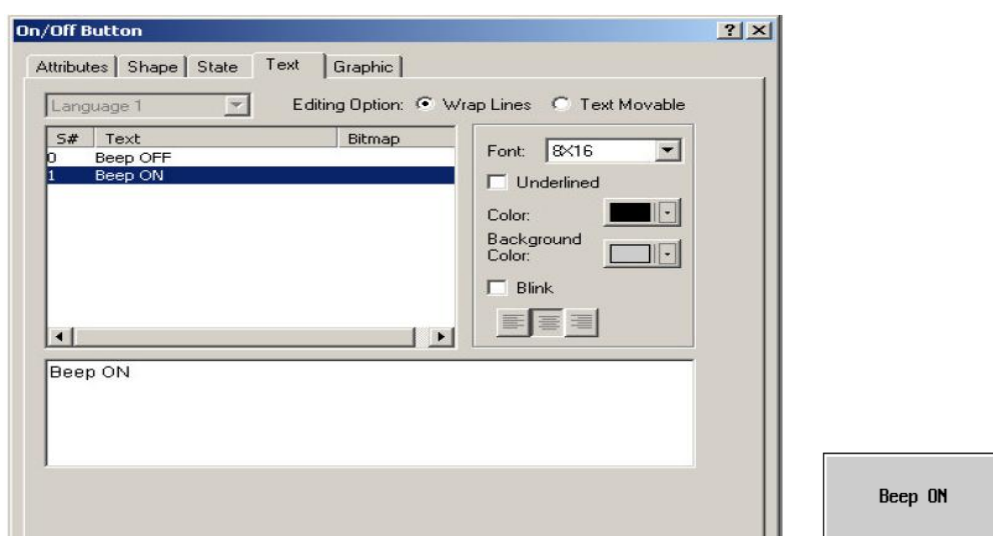 On/Off Button
Attributes Shape State Text Graphic
Language 1 Editing Option: Wrap Lines Text Movable
S# Text Bitmap
0 Beep OFF
1 Beep ON
Font: 8X16
Underlined
Color:
Background
Color:
Blink
Beep ON
Beep ON